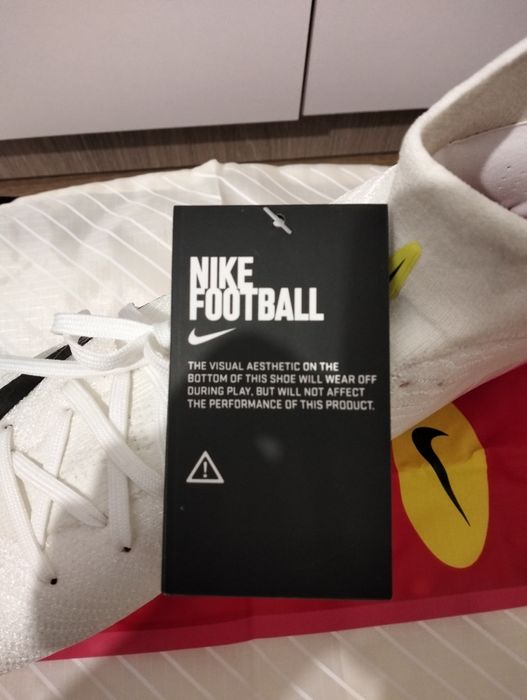 NIKE
FOOTBALL
THE VISUAL AESTHETIC ON THE
BOTTOM OF THIS SHOE WILL WEAR OFF
DURING PLAY, BUT WILL NOT AFFECT
THE PERFORMANCE OF THIS PRODUCT.